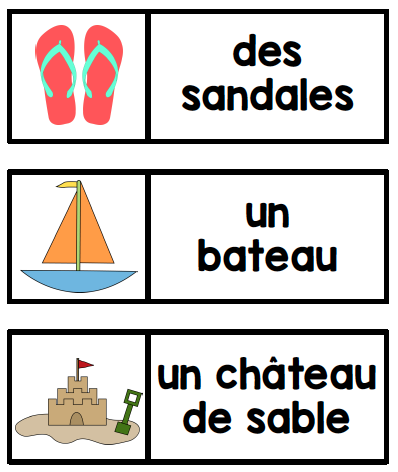 des
sandales
un
bateau
un château
de sable